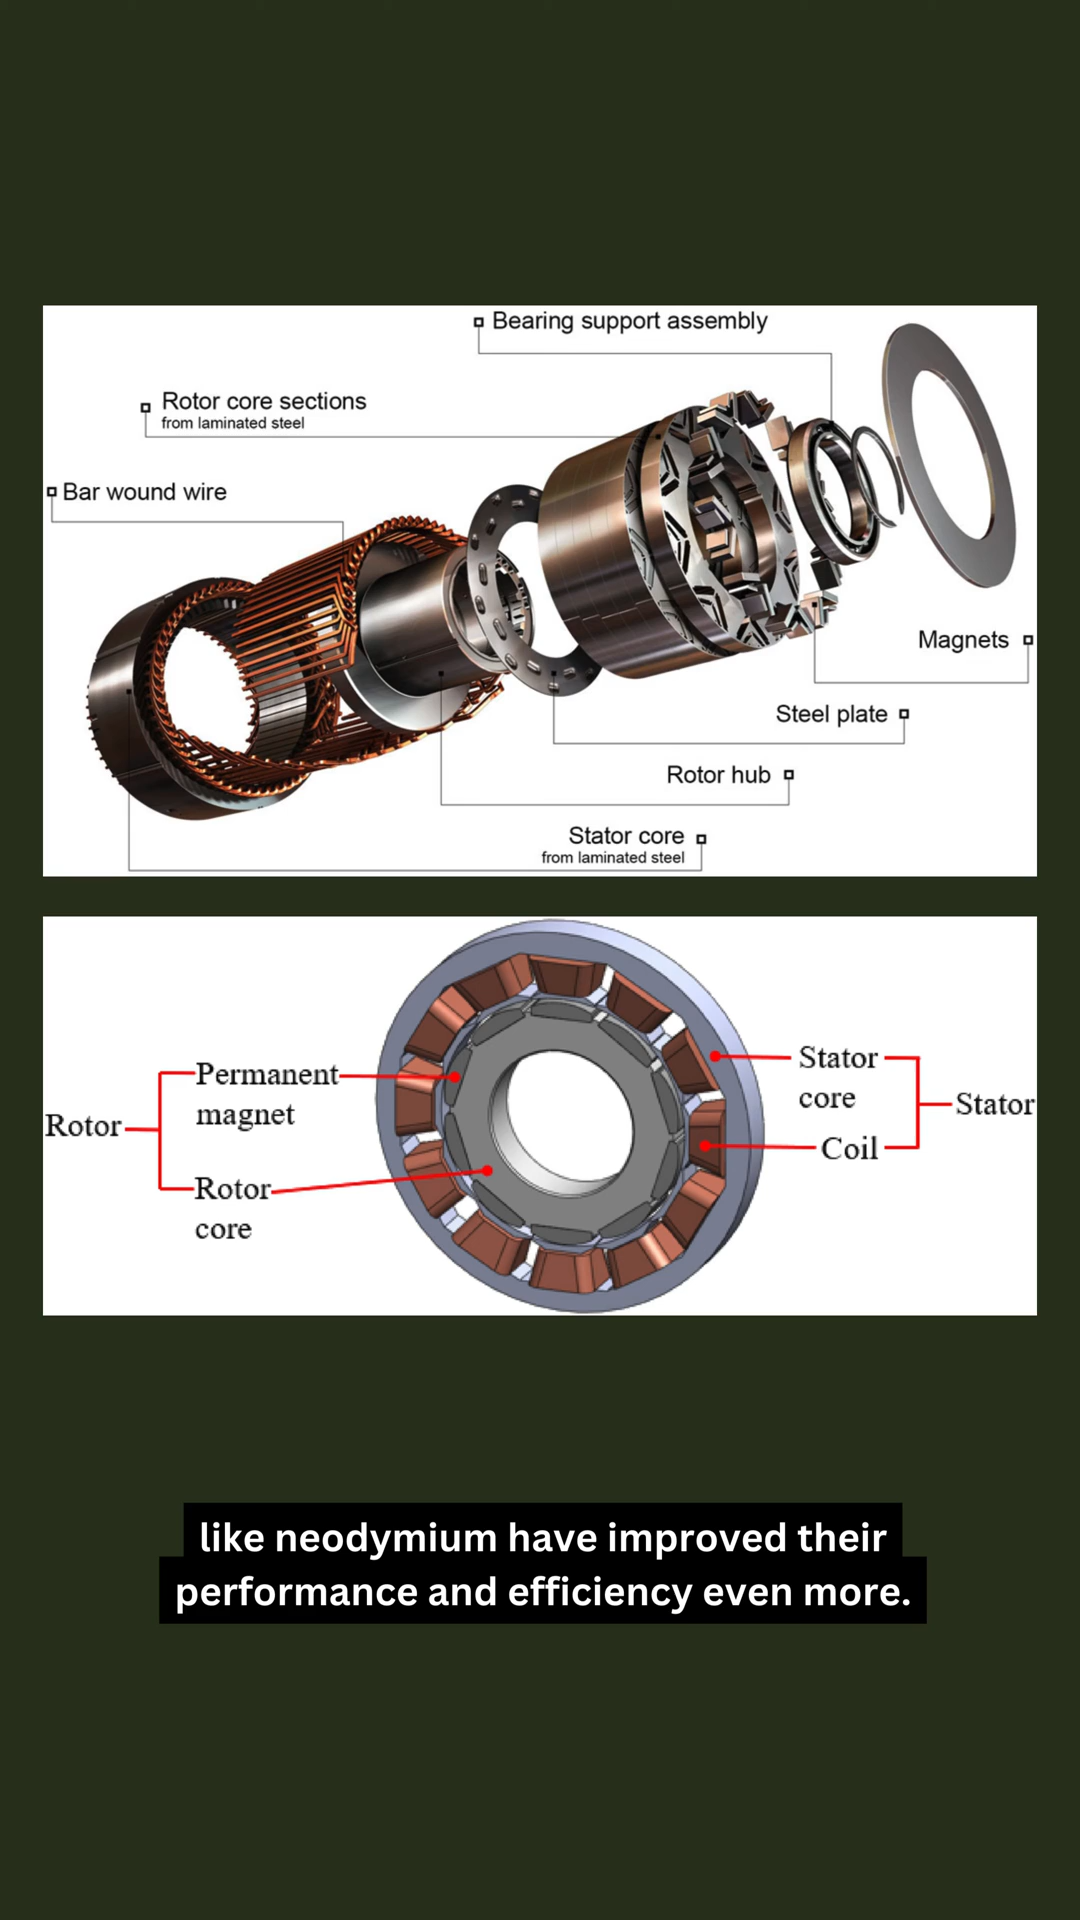 Bearing support assembly
Rotor core sections
from laminated steel
Bar wound wire
Magnets
Steel plate
Rotor hub
Stator core
from laminated steel
Permanent
magnet
Rotor
Rotor
core
Stator
core
Stator
Coil
like neodymium have improved their
performance and efficiency even more.